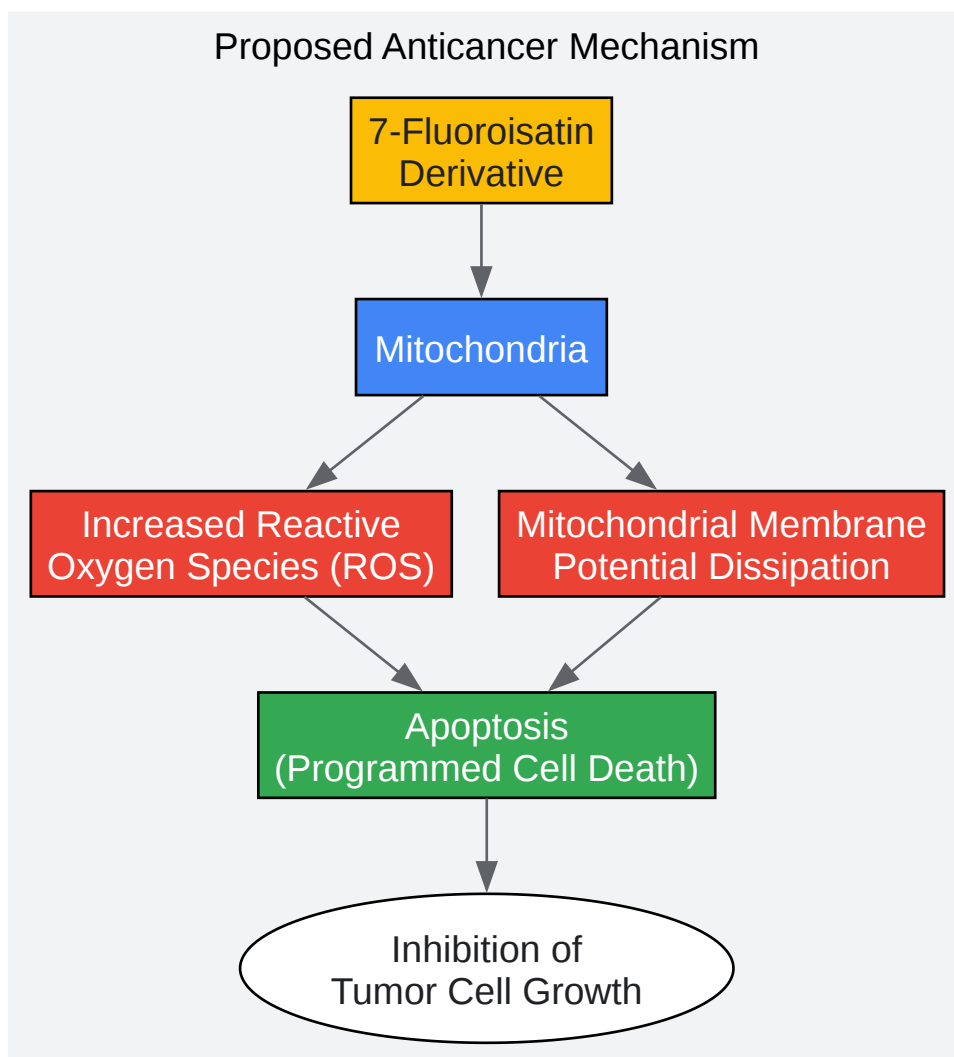 Proposed Anticancer Mechanism
7-Fluoroisatin
Derivative
Mitochondria
Increased Reactive
Oxygen Species (ROS)
Mitochondrial Membrane
Potential Dissipation
Apoptosis
(Programmed Cell Death)
Inhibition of
Tumor Cell Growth